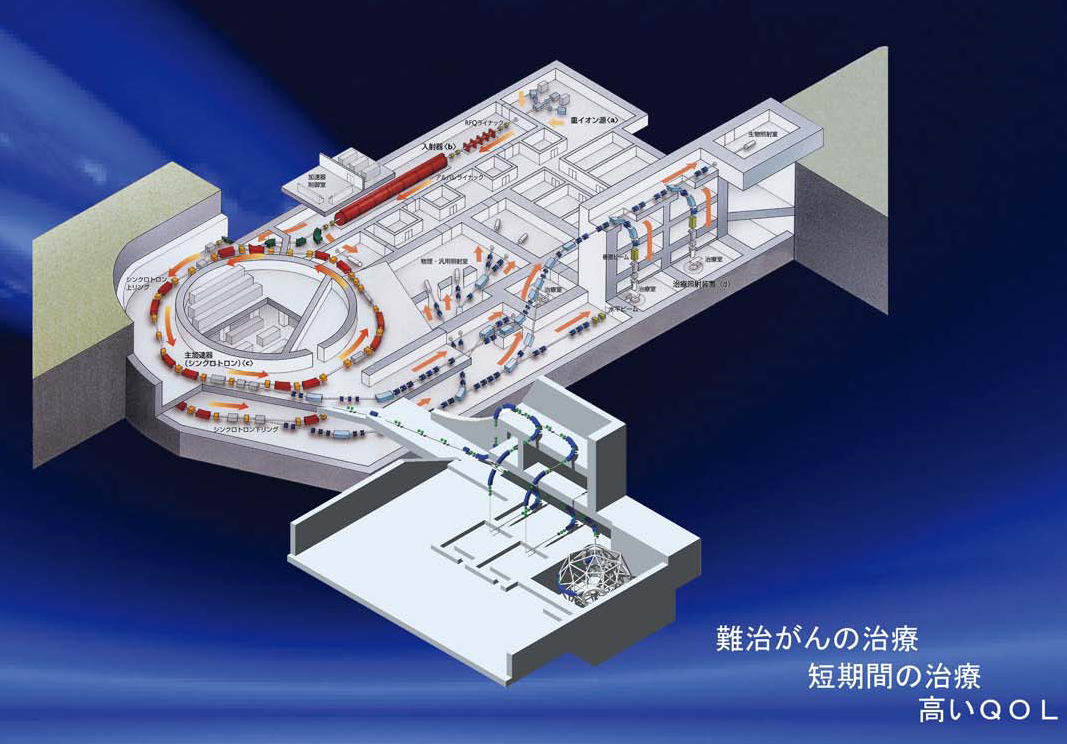 重イオン源〈a〉
RFQライナック
入射器〈b〉
アルバレライナック
加速器
制御室
生物照射室
物理・汎用照射室
シンクロトロン
上リング
垂直ビーム
治療室
治療室
治療室
治療照射装置〈d〉
水平ビーム
主加速器
(シンクロトロン)〈c〉
シンクロトロン下リング
難治がんの治療
短期間の治療
高いＱＯＬ